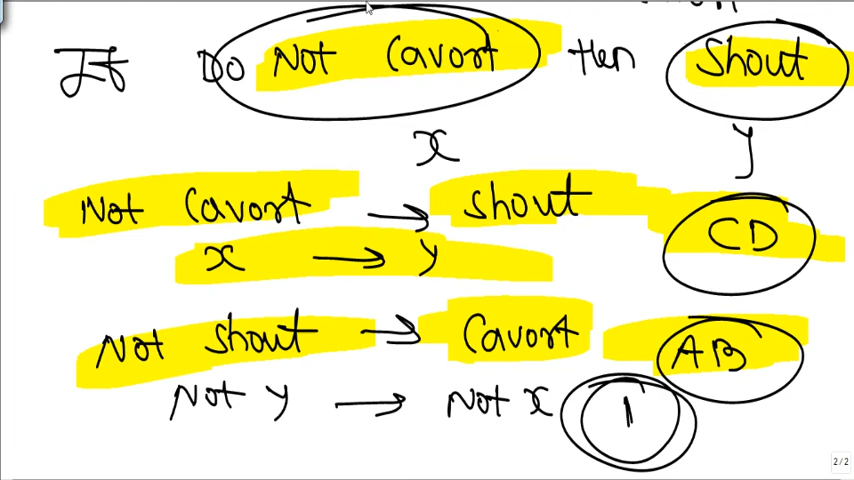 If Do Not Cavort then Shout
x y
Not Cavort → shout CD
x → y
Not shout → Cavort AB
Not y → Not x 1
2/2